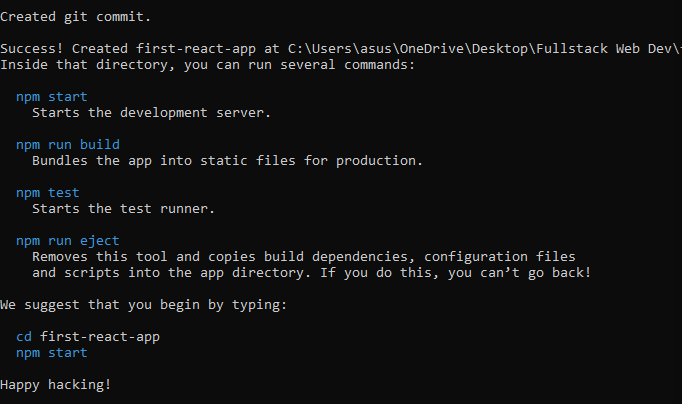 Created git commit.
Success! Created first-react-app at C:\Users\asus\OneDrive\Desktop\Fullstack Web Dev\
Inside that directory, you can run several commands:
npm start
Starts the development server.
npm run build
Bundles the app into static files for production.
npm test
Starts the test runner.
npm run eject
Removes this tool and copies build dependencies, configuration files
and scripts into the app directory. If you do this, you can’t go back!
We suggest that you begin by typing:
cd first-react-app
npm start
Happy hacking!